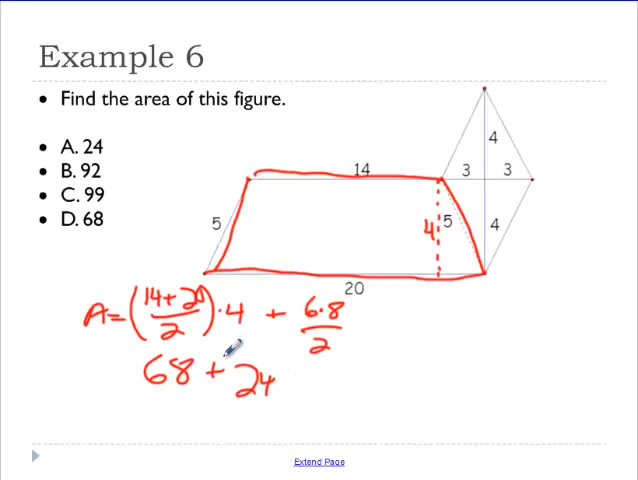 Example 6
• Find the area of this figure.
• A. 24
• B. 92
• C. 99
• D. 68
4
14
3
3
5
4
5
4
20
A=(14+20/2)·4 + 6·8/2
68 + 24
Extend Page